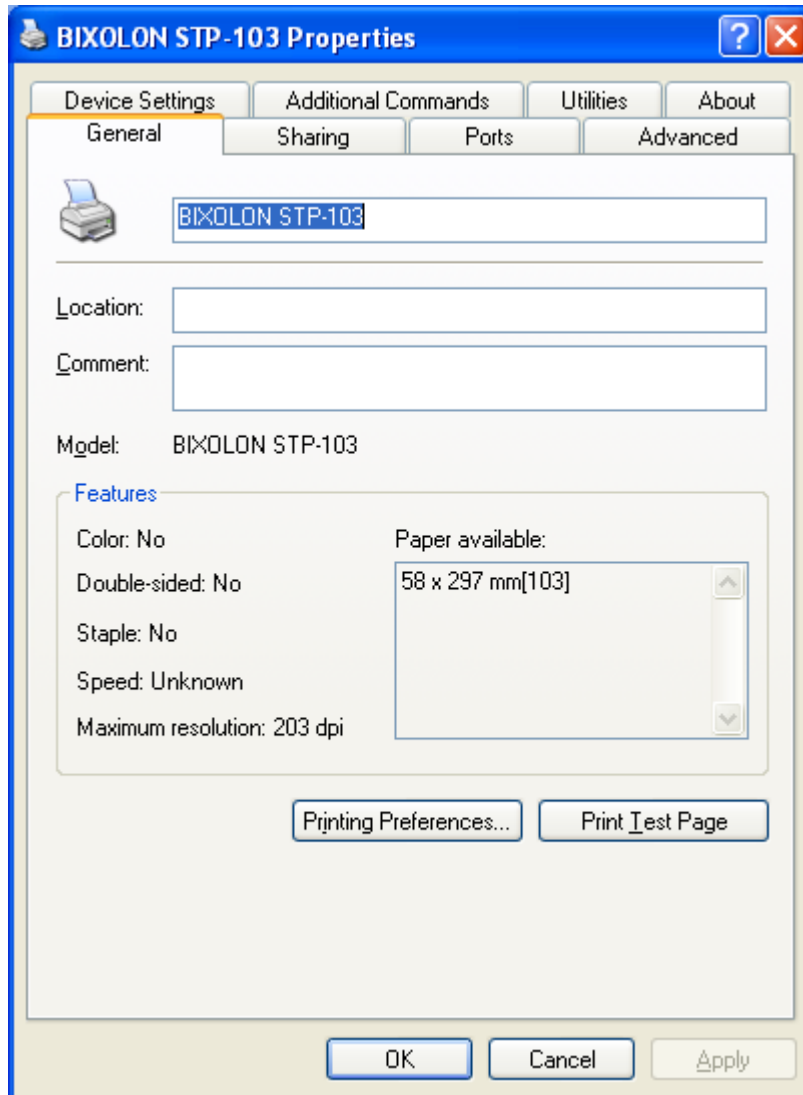 BIXOLON STP-103 Properties
Device Settings Additional Commands Utilities About
General Sharing Ports Advanced
BIXOLON STP-103
Location:
Comment:
Model: BIXOLON STP-103
Features
Color: No Paper available:
Double-sided: No 58 x 297 mm[103]
Staple: No
Speed: Unknown
Maximum resolution: 203 dpi
Printing Preferences... Print Test Page
OK Cancel Apply